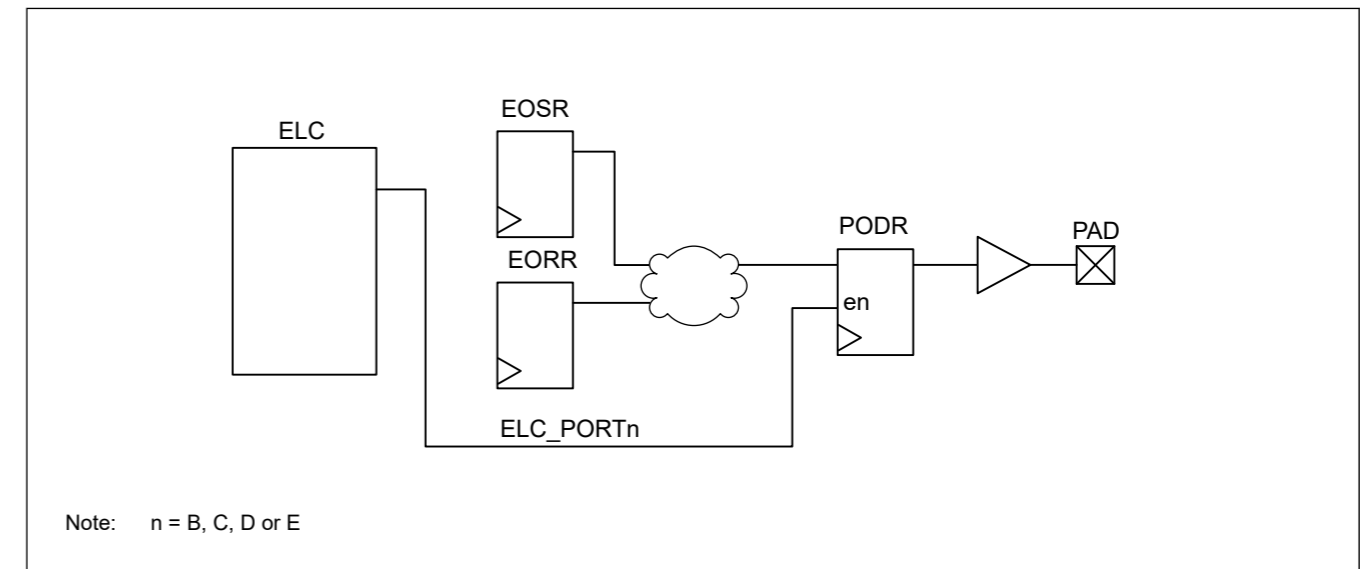 ELC
EOSR
EORR
PODR
en
PAD
ELC_PORTn
Note: n = B, C, D or E